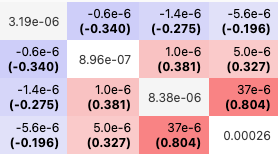 3.19e-06 -0.6e-6 -1.4e-6 -5.6e-6
(-0.340) (-0.275) (-0.196)
-0.6e-6 8.96e-07 1.0e-6 5.0e-6
(-0.340) (0.381) (0.327)
-1.4e-6 1.0e-6 8.38e-06 37e-6
(-0.275) (0.381) (0.804)
-5.6e-6 5.0e-6 37e-6 0.00026
(-0.196) (0.327) (0.804)